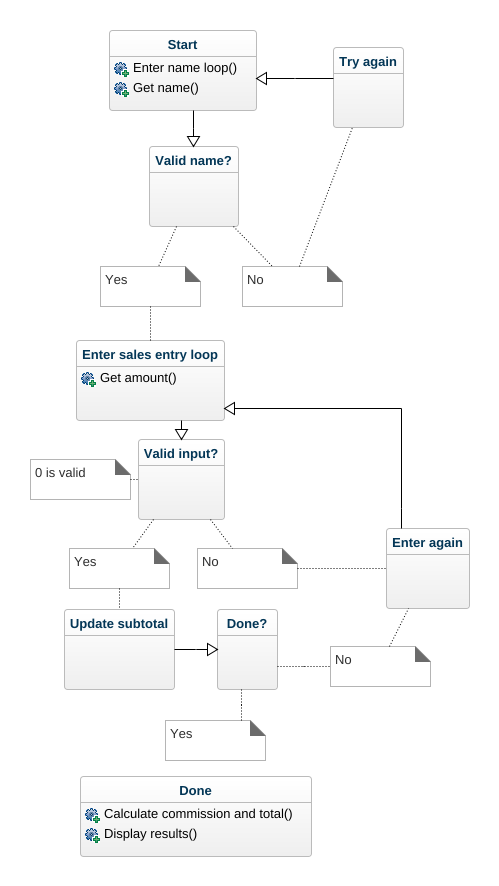 Start
Enter name loop()
Get name()
Try again
Valid name?
Yes
No
Enter sales entry loop
Get amount()
Valid input?
0 is valid
Yes
No
Enter again
Update subtotal
Done?
No
Yes
Done
Calculate commission and total()
Display results()